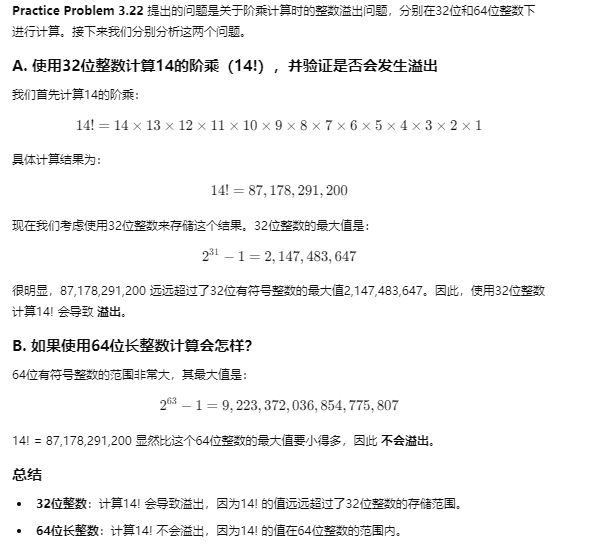 Practice Problem 3.22 提出的问题是关于阶乘计算时的整数溢出问题，分别在32位和64位整数下
进行计算。接下来我们分别分析这两个问题。
A. 使用32位整数计算14的阶乘（14!），并验证是否会发生溢出
我们首先计算14的阶乘：
14! = 14 × 13 × 12 × 11 × 10 × 9 × 8 × 7 × 6 × 5 × 4 × 3 × 2 × 1
具体计算结果为：
14! = 87,178,291,200
现在我们考虑使用32位整数来存储这个结果。32位整数的最大值是：
2³¹ − 1 = 2,147,483,647
很明显，87,178,291,200 远远超过了32位有符号整数的最大值2,147,483,647。因此，使用32位整数
计算14! 会导致 溢出。
B. 如果使用64位长整数计算会怎样？
64位有符号整数的范围非常大，其最大值是：
2⁶³ − 1 = 9,223,372,036,854,775,807
14! = 87,178,291,200 显然比这个64位整数的最大值要小得多，因此 不会溢出。
总结
• 32位整数：计算14! 会导致溢出，因为14! 的值远远超过了32位整数的存储范围。
• 64位长整数：计算14! 不会溢出，因为14! 的值在64位整数的范围内。